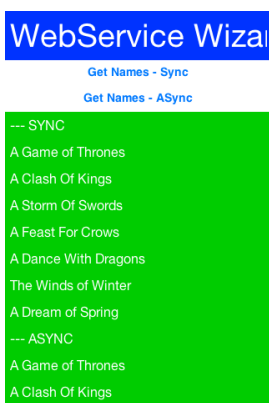 WebService Wizar
Get Names - Sync
Get Names - ASync
--- SYNC
A Game of Thrones
A Clash Of Kings
A Storm Of Swords
A Feast For Crows
A Dance With Dragons
The Winds of Winter
A Dream of Spring
--- ASYNC
A Game of Thrones
A Clash Of Kings